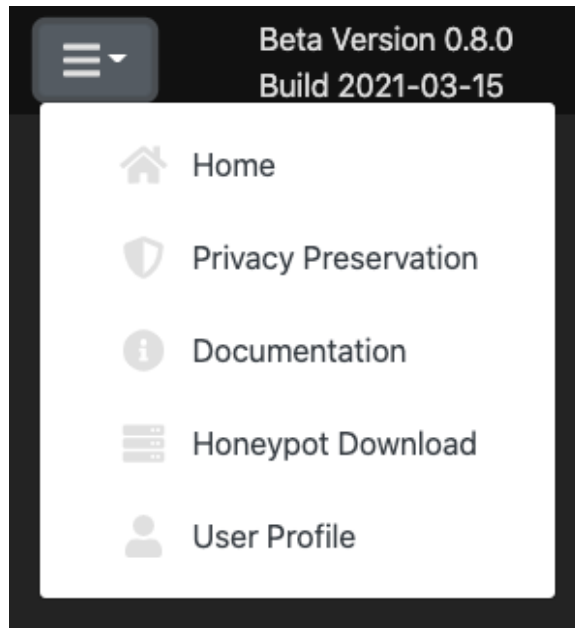 Beta Version 0.8.0
Build 2021-03-15
Home
Privacy Preservation
Documentation
Honeypot Download
User Profile